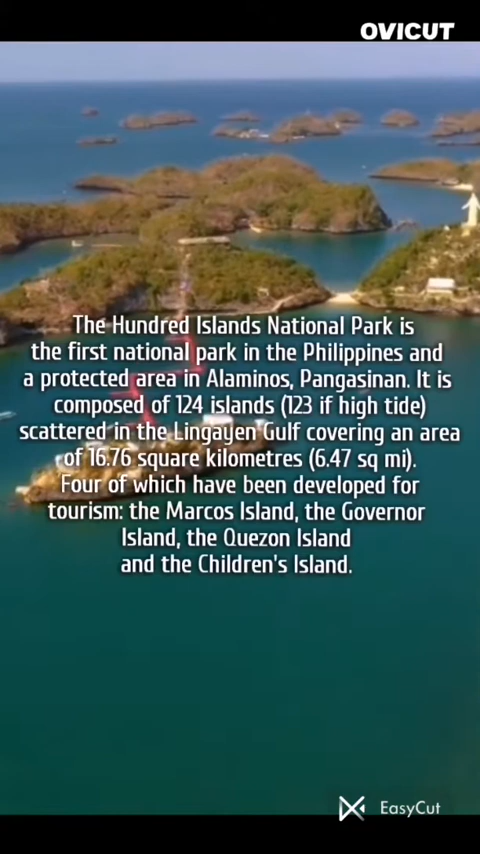 OVICUT
The Hundred Islands National Park is
the first national park in the Philippines and
a protected area in Alaminos, Pangasinan. It is
composed of 124 islands (123 if high tide)
scattered in the Lingayen Gulf covering an area
of 16.76 square kilometres (6.47 sq mi).
Four of which have been developed for
tourism: the Marcos Island, the Governor
Island, the Quezon Island
and the Children's Island.
EasyCut